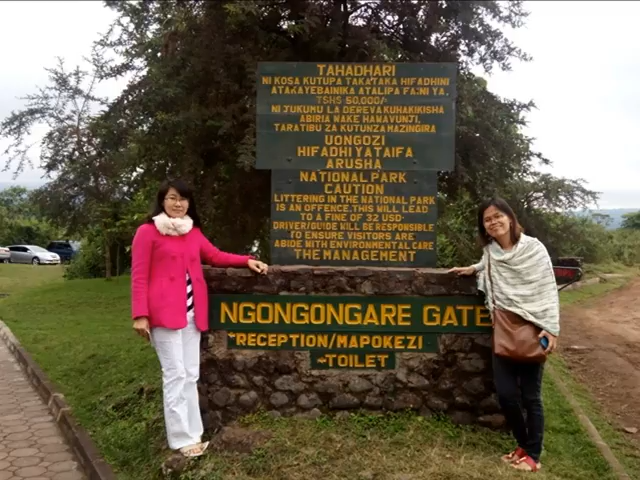 TAHADHARI
NI KOSA KUTUPA TAKATAKA HIFADHINI
ATAKAYEBAINIKA ATALIPA FAINI YA.
TSHS 50,000/-
NI JUKUMU LA DEREVA KUHAKIKISHA
ABIRIA WAKE HAWAVUNJI.
TARATIBU ZA KUTUNZA MAZINGIRA
UONGOZI
HIFADHI YA TAIFA
ARUSHA
NATIONAL PARK
CAUTION
LITTERING IN THE NATIONAL PARK
IS AN OFFENCE.THIS WILL LEAD
TO A FINE OF 32 USD-
DRIVER/GUIDE WILL BE RESPONSIBLE
TO ENSURE VISITORS ARE
ABIDE WITH ENVIRONMENTAL CARE
THE MANAGEMENT
NGONGONGARE GATE
*RECEPTION/MAPOKEZI
*TOILET